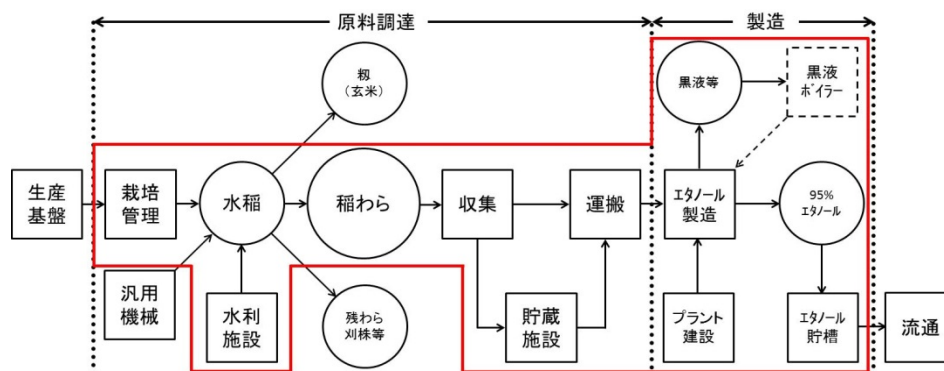 原料調達
製造
籾
(玄米)
黒液等
黒液
ボイラー
生産
基盤
栽培
管理
水稲
稲わら
収集
運搬
エタノール
製造
95%
エタノール
汎用
機械
水利
施設
残わら
刈株等
貯蔵
施設
プラント
建設
エタノール
貯槽
流通